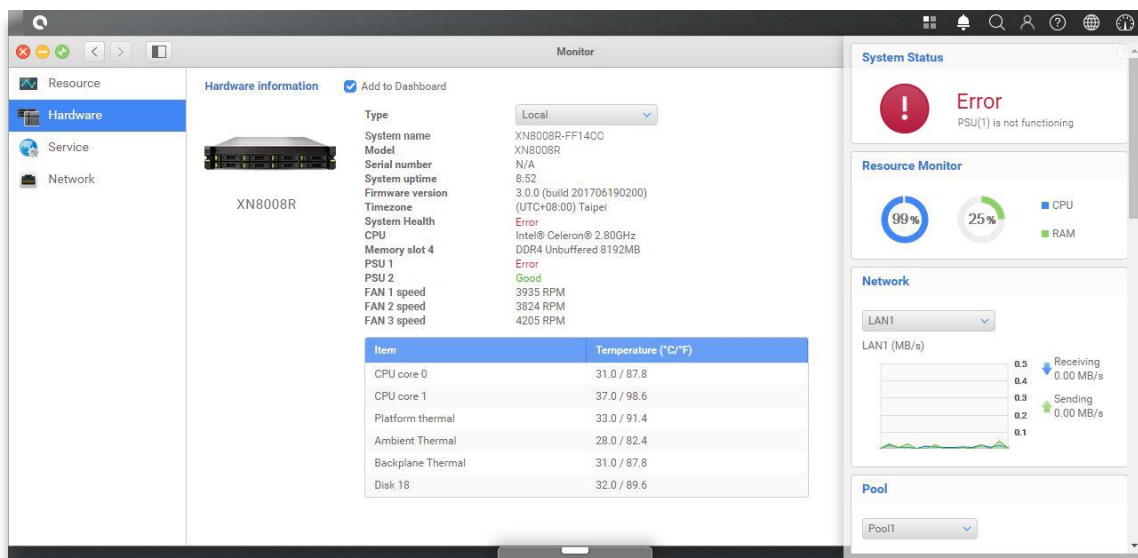 Monitor
Resource
Hardware
Service
Network
Hardware information
Add to Dashboard
XN8008R
Type Local
System name XN8008R-FF14CC
Model XN8008R
Serial number N/A
System uptime 8:52
Firmware version 3.0.0 (build 201706190200)
Timezone (UTC+08:00) Taipei
System Health Error
CPU Intel® Celeron® 2.80GHz
Memory slot 4 DDR4 Unbuffered 8192MB
PSU 1 Error
PSU 2 Good
FAN 1 speed 3935 RPM
FAN 2 speed 3824 RPM
FAN 3 speed 4205 RPM
Item Temperature (°C/°F)
CPU core 0 31.0 / 87.8
CPU core 1 37.0 / 98.6
Platform thermal 33.0 / 91.4
Ambient Thermal 28.0 / 82.4
Backplane Thermal 31.0 / 87.8
Disk 18 32.0 / 89.6
System Status
Error
PSU(1) is not functioning
Resource Monitor
99%
25%
CPU
RAM
Network
LAN1
LAN1 (MB/s)
0.5
0.4
0.3
0.2
0.1
Receiving
0.00 MB/s
Sending
0.00 MB/s
Pool
Pool1